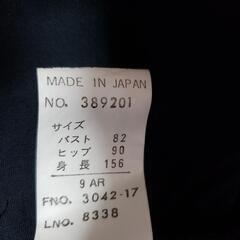 MADE IN JAPAN
NO. 389201
サイズ
バスト 82
ヒップ 90
身長 156
9 AR
FNO. 3042-17
LNO. 8338